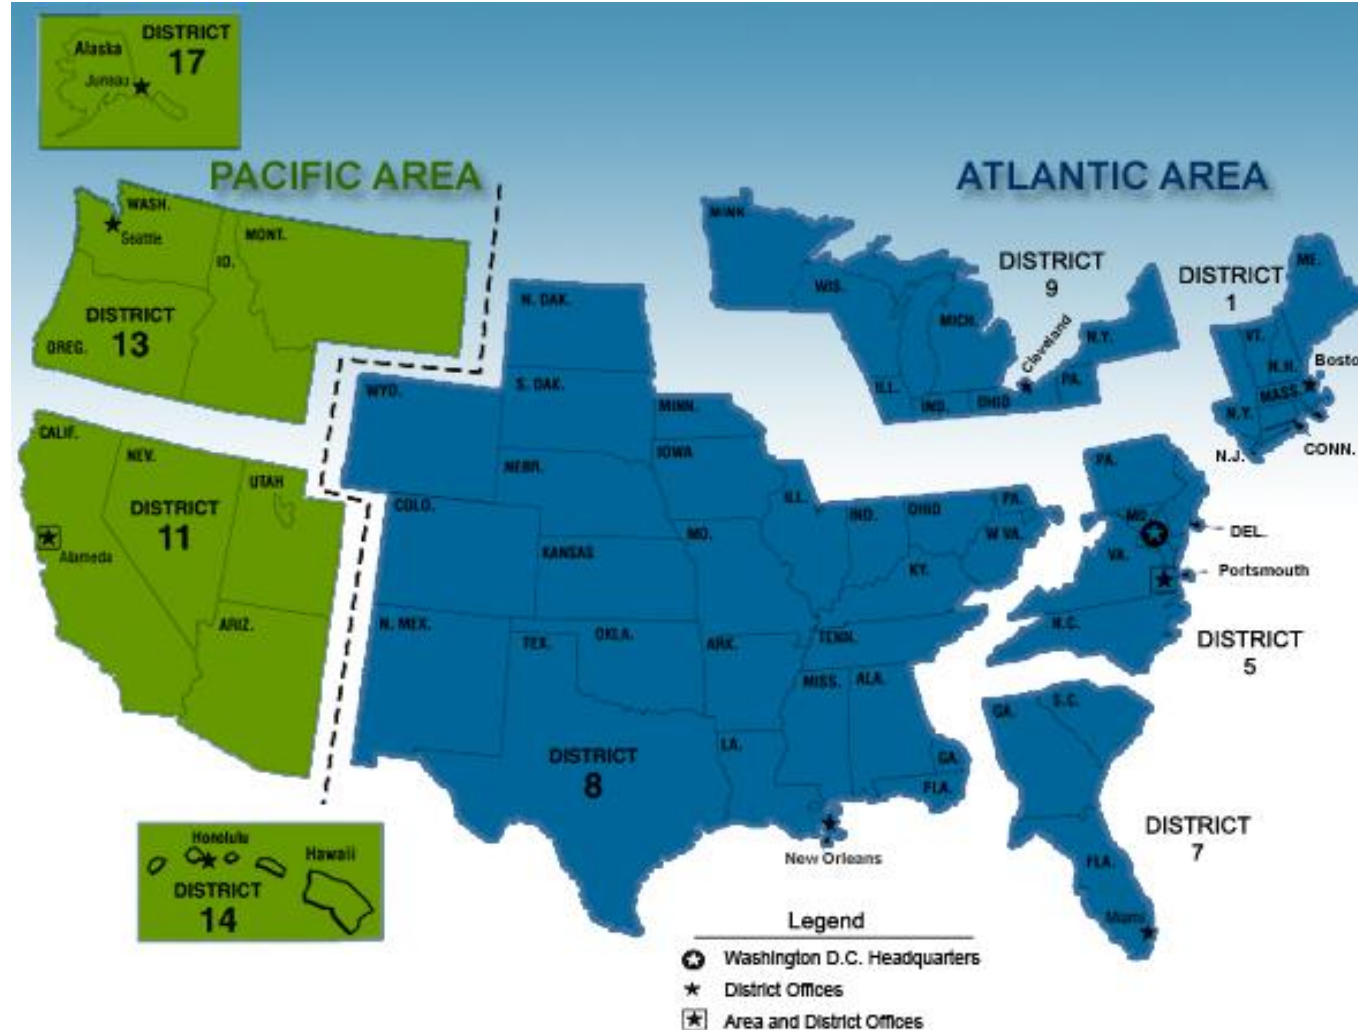 DISTRICT
17
Alaska
Juneau
PACIFIC AREA
ATLANTIC AREA
WASH.
Seattle
MONT.
ID.
DISTRICT
13
OREG.
CALIF.
NEV.
UTAH
DISTRICT
11
Alameda
ARIZ.
Honolulu
Hawaii
DISTRICT
14
N. DAK.
WYO.
S. DAK.
MINN.
NEBR.
IOWA
COLO.
ILL.
IND.
OHIO
PA.
KANSAS
MO.
W VA.
KY.
N. MEX.
TEX.
OKLA.
ARK.
TENN.
MISS.
ALA.
LA.
GA.
FLA.
DISTRICT
8
New Orleans
MINN
WIS.
MICH.
DISTRICT
9
Cleveland
N.Y.
ILL.
IND.
OHIO
PA.
DISTRICT
1
ME.
VT.
N.H.
Bosto
MASS.
N.Y.
N.J.
CONN.
PA.
MD.
DEL.
VA.
Portsmouth
N.C.
DISTRICT
5
GA.
S.C.
DISTRICT
7
FLA.
Miami
Legend
Washington D.C. Headquarters
District Offices
Area and District Offices